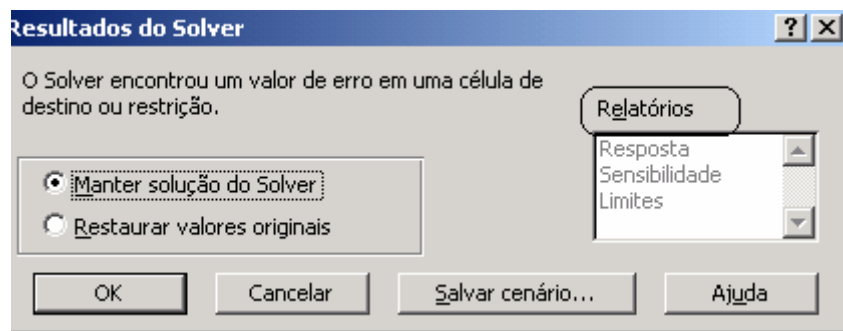 Resultados do Solver
O Solver encontrou um valor de erro em uma célula de
destino ou restrição.
Relatórios
Resposta
Sensibilidade
Limites
Manter solução do Solver
Restaurar valores originais
OK
Cancelar
Salvar cenário...
Ajuda